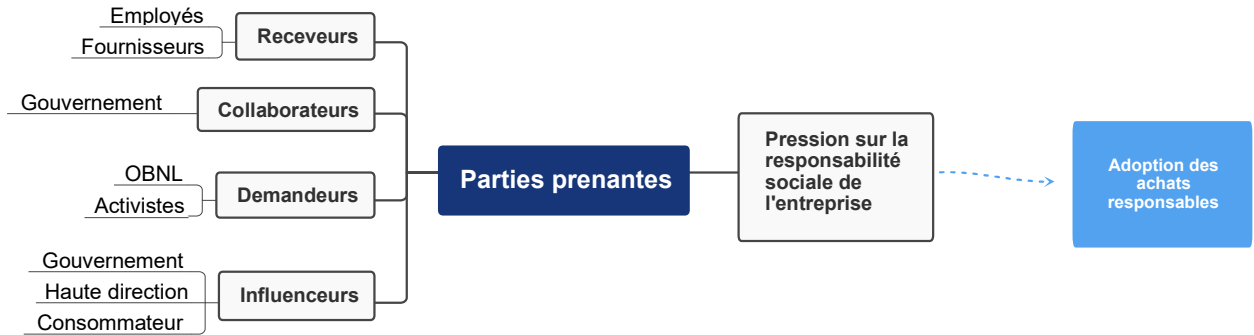 Employés
Fournisseurs
Receveurs
Gouvernement
Collaborateurs
OBNL
Activistes
Demandeurs
Gouvernement
Haute direction
Consommateur
Influenceurs
Parties prenantes
Pression sur la
responsabilité
sociale de
l'entreprise
Adoption des
achats
responsables